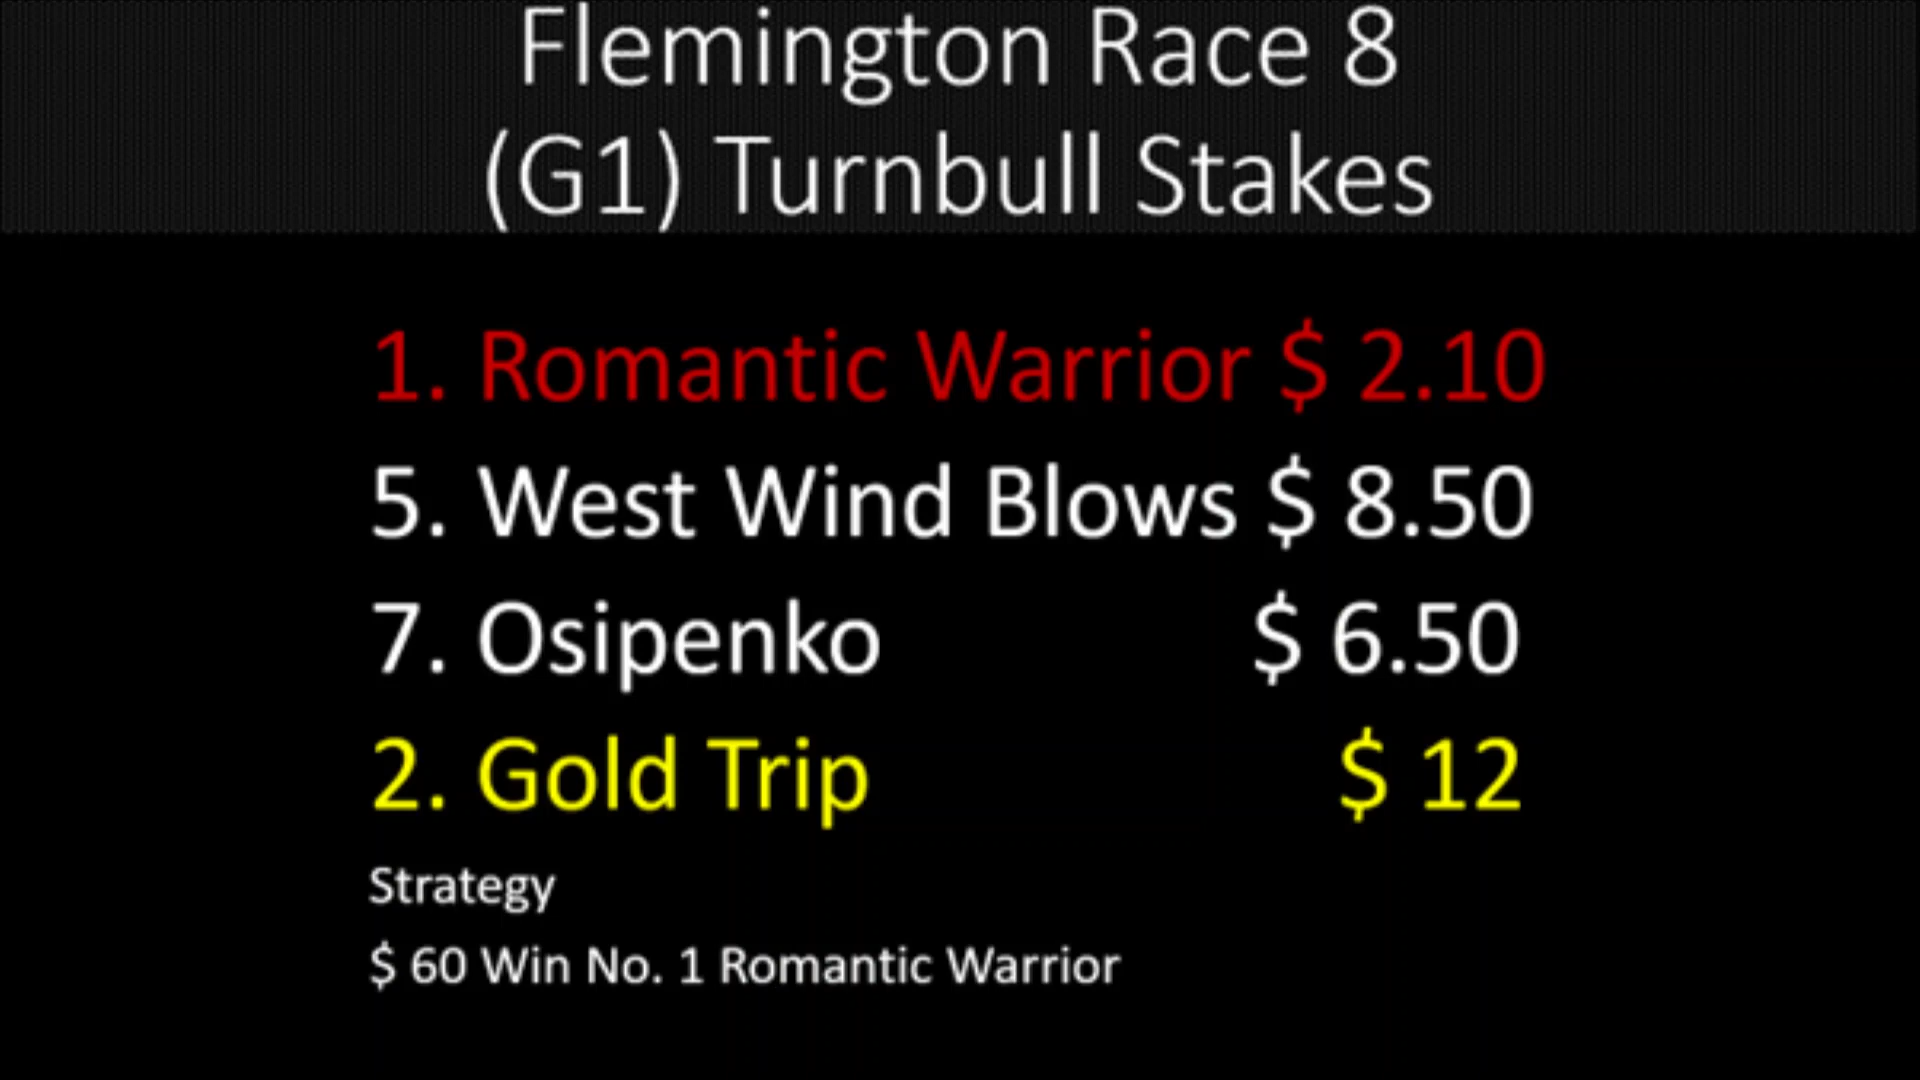 Flemington Race 8
(G1) Turnbull Stakes
1. Romantic Warrior $ 2.10
5. West Wind Blows $ 8.50
7. Osipenko $ 6.50
2. Gold Trip $ 12
Strategy
$ 60 Win No. 1 Romantic Warrior